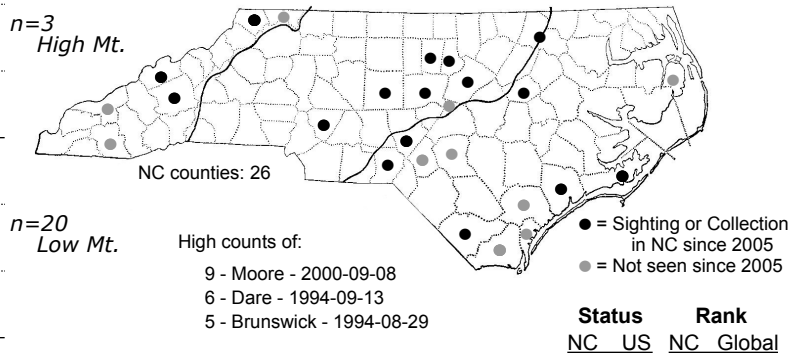 n=3
High Mt.
NC counties: 26
n=20
Low Mt.
High counts of:
9 - Moore - 2000-09-08
6 - Dare - 1994-09-13
5 - Brunswick - 1994-08-29
= Sighting or Collection
in NC since 2005
= Not seen since 2005
Status Rank
NC US NC Global